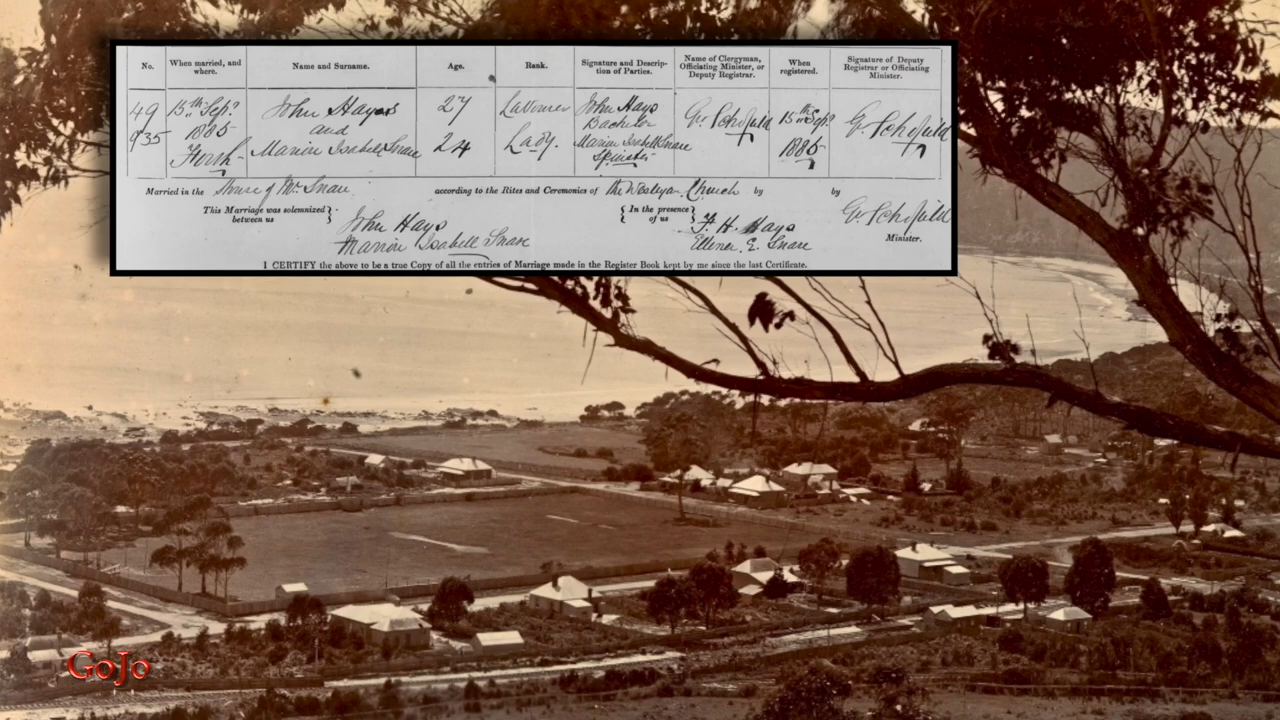 No. When married, and where. Name and Surname. Age. Rank. Signature and Description of Parties. Name of Clergyman, Officiating Minister, or Deputy Registrar. When registered. Signature of Deputy Registrar or Officiating Minister.
49 15th Sep. John Hays 27 Labourer John Hays 15th Sep.
935 1885 and Bachelor 1885
Marion Isabell Snare 24 Lady. Marion Isabell Snare
Spinster
Married in the House of Mr Snare according to the Rites and Ceremonies of the Wesleyan Church by by
This Marriage was solemnized between us John Hays In the presence of us F. H. Hays
Marion Isabell Snare E. Snare Minister.
I CERTIFY the above to be a true Copy of all the entries of Marriage made in the Register Book kept by me since the last Certificate.
GoJo